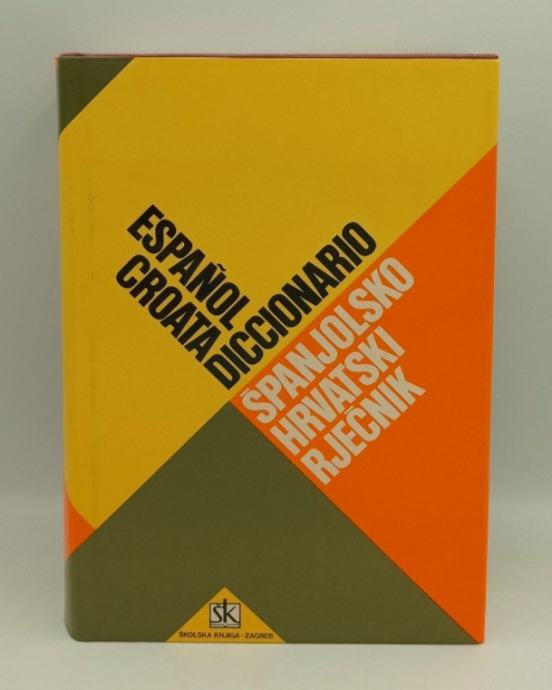 ESPAÑOL
CROATA
DICCIONARIO
ŠPANJOLSKO
HRVATSKI
RJEČNIK
šk
ŠKOLSKA KNJIGA - ZAGREB